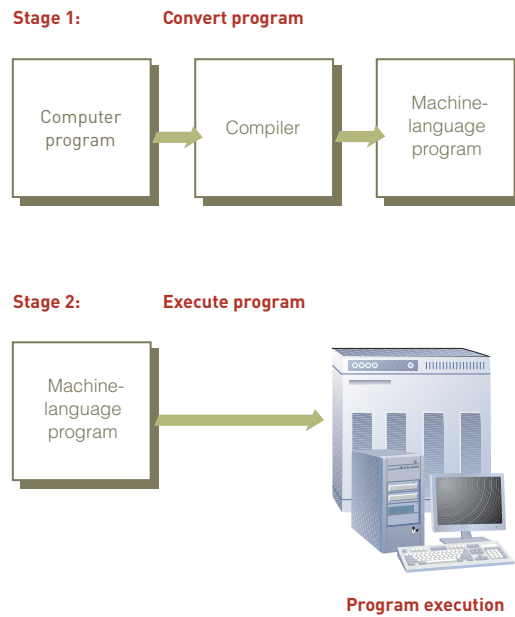 Stage 1: Convert program
Computer
program
Compiler
Machine-
language
program
Stage 2: Execute program
Machine-
language
program
Program execution